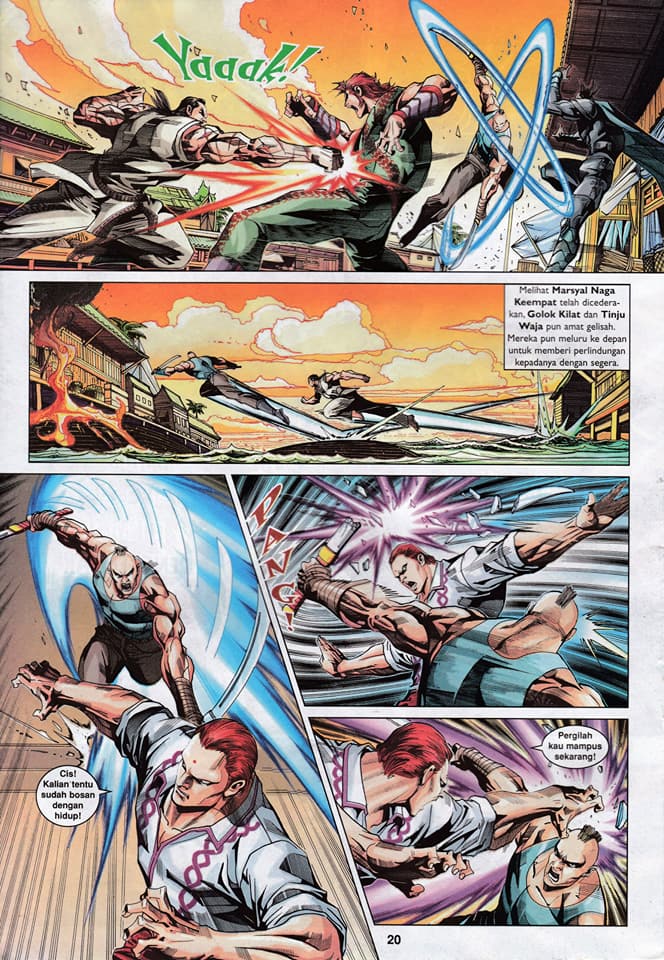 Yaaak!
Melihat Marsyal Naga
Keempat telah dicedera-
kan, Golok Kilat dan Tinju
Waja pun amat gelisah.
Mereka pun meluru ke depan
untuk memberi perlindungan
kepadanya dengan segera.
PANG!
Cis!
Kalian tentu
sudah bosan
dengan
hidup!
Pergilah
kau mampus
sekarang!
20